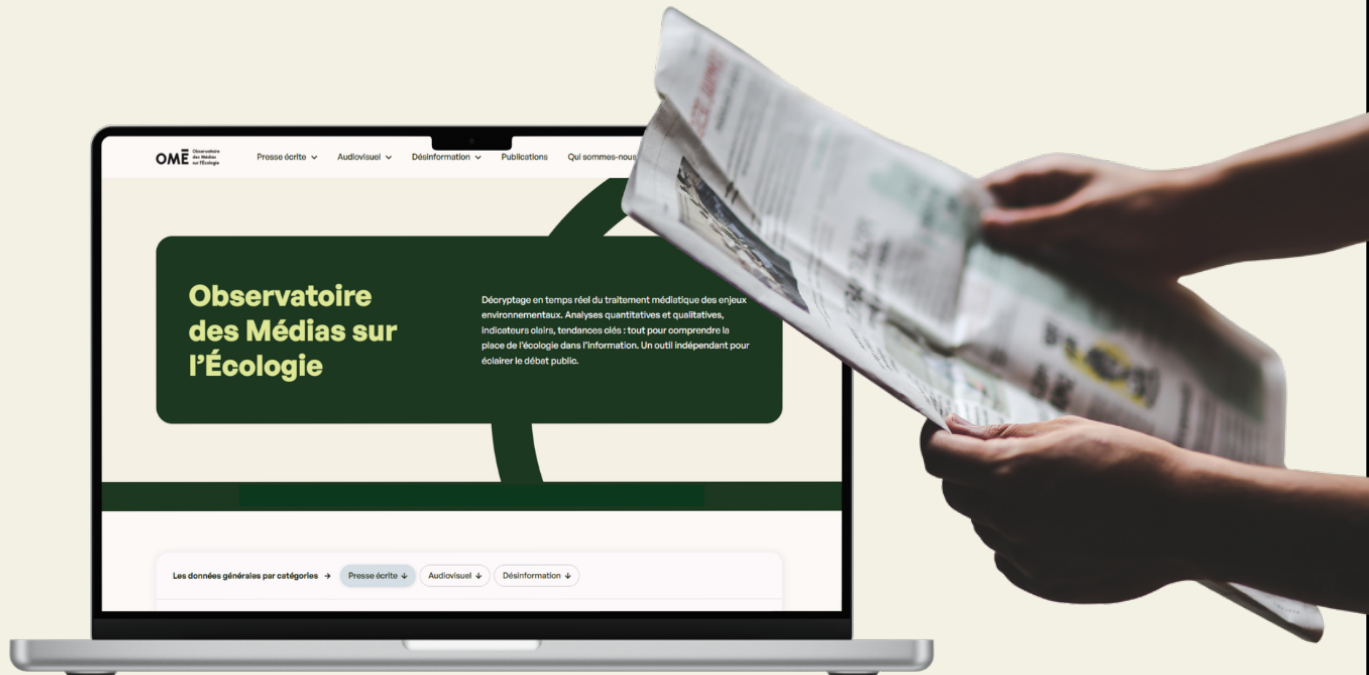 OMĒ
Observatoire
des Médias
sur l'Écologie
Presse écrite
Audiovisuel
Désinformation
Publications
Qui sommes-nous
Observatoire
des Médias sur
l'Écologie
Décryptage en temps réel du traitement médiatique des enjeux
environnementaux. Analyses quantitatives et qualitatives,
indicateurs clairs, tendances clés : tout pour comprendre la
place de l'écologie dans l'information. Un outil indépendant pour
éclairer le débat public.
Les données générales par catégories →
Presse écrite ↓
Audiovisuel ↓
Désinformation ↓